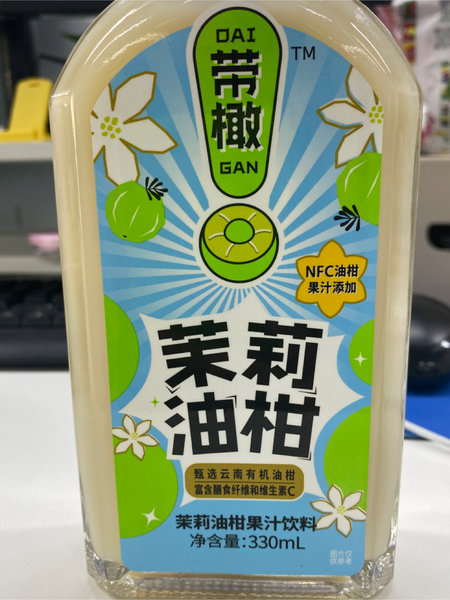 DAI
带
橄
GAN
TM
NFC油柑
果汁添加
茉莉
油柑
甄选云南有机油柑
富含膳食纤维和维生素C
茉莉油柑果汁饮料
净含量:330mL
图片仅
供参考